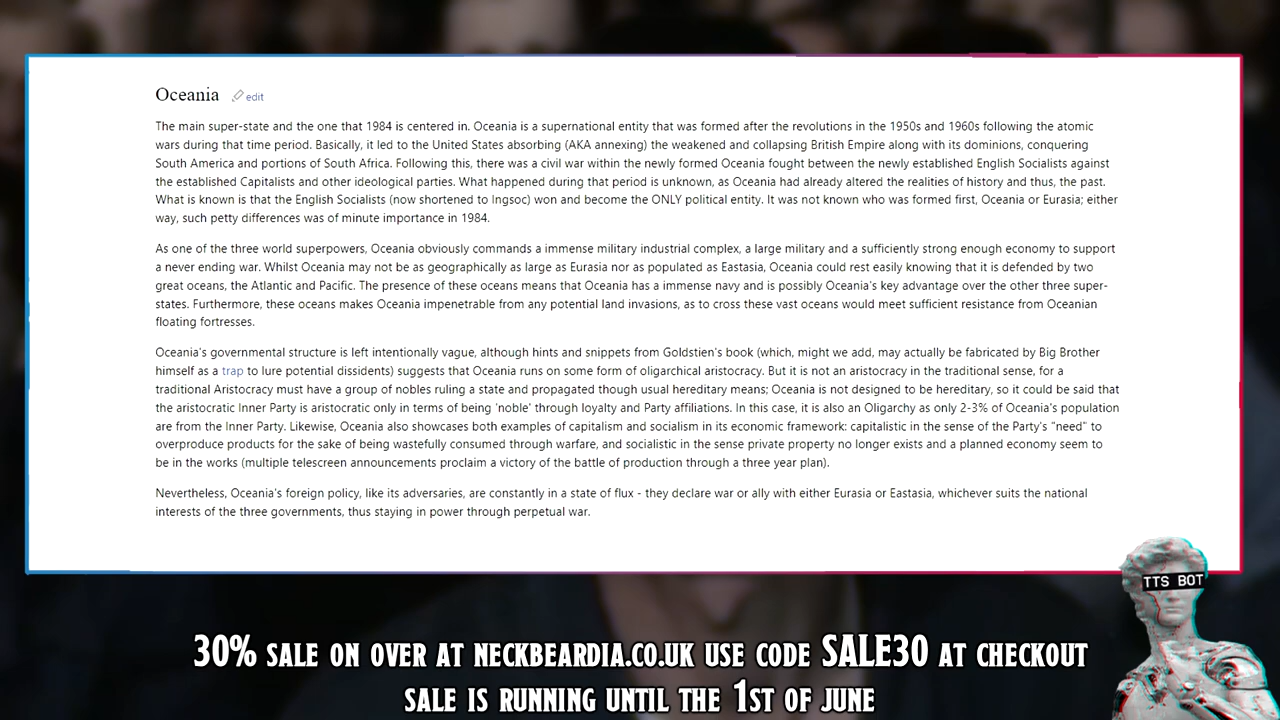 Oceania edit
The main super-state and the one that 1984 is centered in. Oceania is a supernational entity that was formed after the revolutions in the 1950s and 1960s following the atomic
wars during that time period. Basically, it led to the United States absorbing (AKA annexing) the weakened and collapsing British Empire along with its dominions, conquering
South America and portions of South Africa. Following this, there was a civil war within the newly formed Oceania fought between the newly established English Socialists against
the established Capitalists and other ideological parties. What happened during that period is unknown, as Oceania had already altered the realities of history and thus, the past.
What is known is that the English Socialists (now shortened to Ingsoc) won and become the ONLY political entity. It was not known who was formed first, Oceania or Eurasia; either
way, such petty differences was of minute importance in 1984.
As one of the three world superpowers, Oceania obviously commands a immense military industrial complex, a large military and a sufficiently strong enough economy to support
a never ending war. Whilst Oceania may not be as geographically as large as Eurasia nor as populated as Eastasia, Oceania could rest easily knowing that it is defended by two
great oceans, the Atlantic and Pacific. The presence of these oceans means that Oceania has a immense navy and is possibly Oceania's key advantage over the other three super-
states. Furthermore, these oceans makes Oceania impenetrable from any potential land invasions, as to cross these vast oceans would meet sufficient resistance from Oceanian
floating fortresses.
Oceania's governmental structure is left intentionally vague, although hints and snippets from Goldstien's book (which, might we add, may actually be fabricated by Big Brother
himself as a trap to lure potential dissidents) suggests that Oceania runs on some form of oligarchical aristocracy. But it is not an aristocracy in the traditional sense, for a
traditional Aristocracy must have a group of nobles ruling a state and propagated though usual hereditary means; Oceania is not designed to be hereditary, so it could be said that
the aristocratic Inner Party is aristocratic only in terms of being 'noble' through loyalty and Party affiliations. In this case, it is also an Oligarchy as only 2-3% of Oceania's population
are from the Inner Party. Likewise, Oceania also showcases both examples of capitalism and socialism in its economic framework: capitalistic in the sense of the Party's "need" to
overproduce products for the sake of being wastefully consumed through warfare, and socialistic in the sense private property no longer exists and a planned economy seem to
be in the works (multiple telescreen announcements proclaim a victory of the battle of production through a three year plan).
Nevertheless, Oceania's foreign policy, like its adversaries, are constantly in a state of flux - they declare war or ally with either Eurasia or Eastasia, whichever suits the national
interests of the three governments, thus staying in power through perpetual war.
TTS BOT
30% SALE ON OVER AT NECKBEARDIA.CO.UK USE CODE SALE30 AT CHECKOUT
SALE IS RUNNING UNTIL THE 1ST OF JUNE